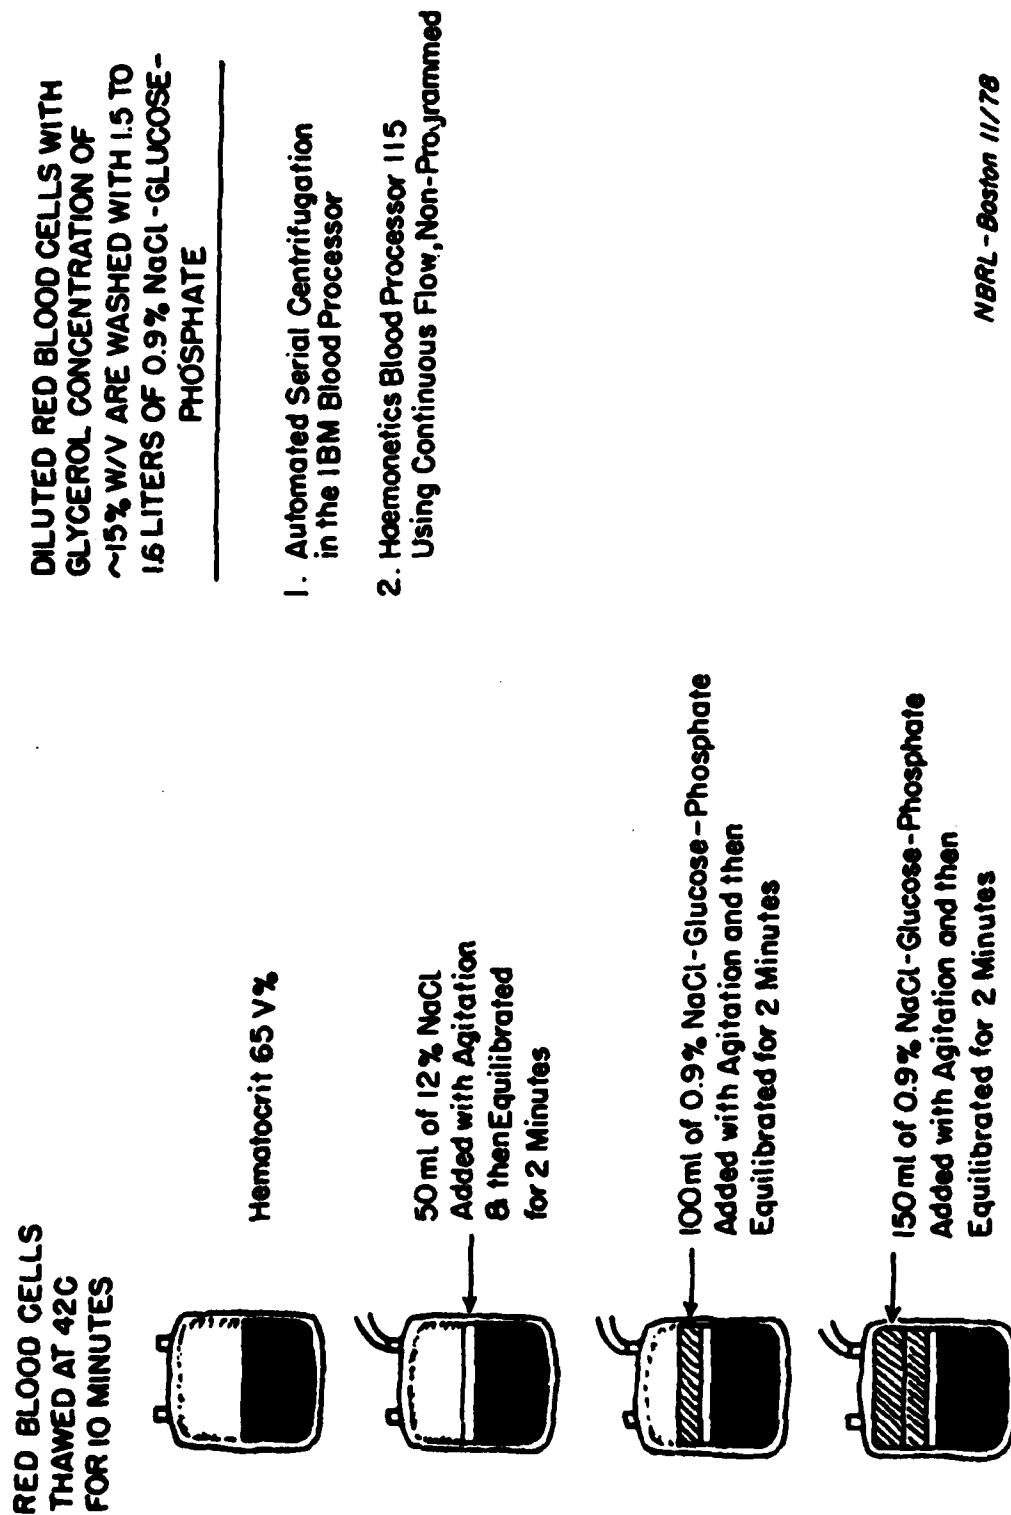 RED BLOOD CELLS
THAWED AT 42C
FOR 10 MINUTES
Hematocrit 65 V%
50 ml of 12% NaCl
Added with Agitation
& then Equilibrated
for 2 Minutes
100 ml of 0.9% NaCl-Glucose-Phosphate
Added with Agitation and then
Equilibrated for 2 Minutes
150 ml of 0.9% NaCl-Glucose-Phosphate
Added with Agitation and then
Equilibrated for 2 Minutes
DILUTED RED BLOOD CELLS WITH
GLYCEROL CONCENTRATION OF
~15% W/V ARE WASHED WITH 1.5 TO
1.6 LITERS OF 0.9% NaCl-GLUCOSE-
PHOSPHATE
1. Automated Serial Centrifugation
in the IBM Blood Processor
2. Haemonetics Blood Processor 115
Using Continuous Flow, Non-Programmed
NBRL-Boston 11/78